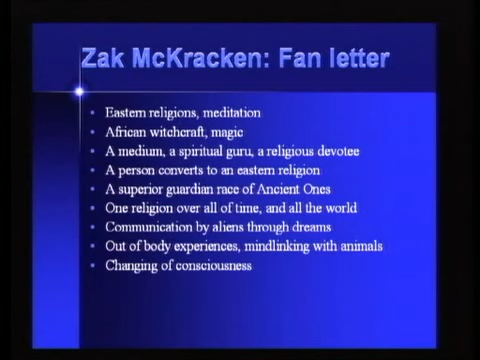 Zak McKracken: Fan letter
• Eastern religions, meditation
• African witchcraft, magic
• A medium, a spiritual guru, a religious devotee
• A person converts to an eastern religion
• A superior guardian race of Ancient Ones
• One religion over all of time, and all the world
• Communication by aliens through dreams
• Out of body experiences, mindlinking with animals
• Changing of consciousness